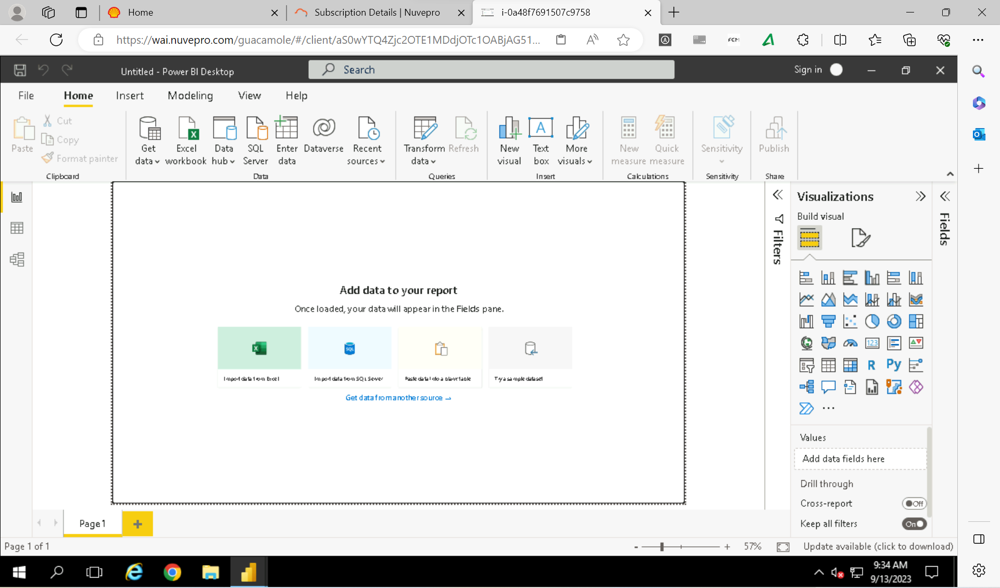 Home
Subscription Details | Nuvepro
i-0a48f7691507c9758
https://wai.nuvepro.com/guacamole/#/client/aS0wYTQ4Zjc2OTE1MDdjOTc1OABjAG51...
A
FCM
Untitled - Power BI Desktop
Search
Sign in
File
Home
Insert
Modeling
View
Help
Paste
Cut
Copy
Format painter
Clipboard
Get data
Excel workbook
Data hub
SQL Server
Enter data
Dataverse
Recent sources
Data
Transform data
Refresh
Queries
New visual
Text box
More visuals
Insert
New measure
Quick measure
Calculations
Sensitivity
Sensitivity
Publish
Share
Filters
Visualizations
Build visual
Fields
123
R
Py
Values
Add data fields here
Drill through
Cross-report
Off
Keep all filters
On
Add data to your report
Once loaded, your data will appear in the Fields pane.
SQL
Import data from Excel
Import data from SQL Server
Paste data into a blank table
Try a sample dataset
Get data from another source →
Page 1
Page 1 of 1
- +
57%
Update available (click to download)
9:34 AM
9/13/2023